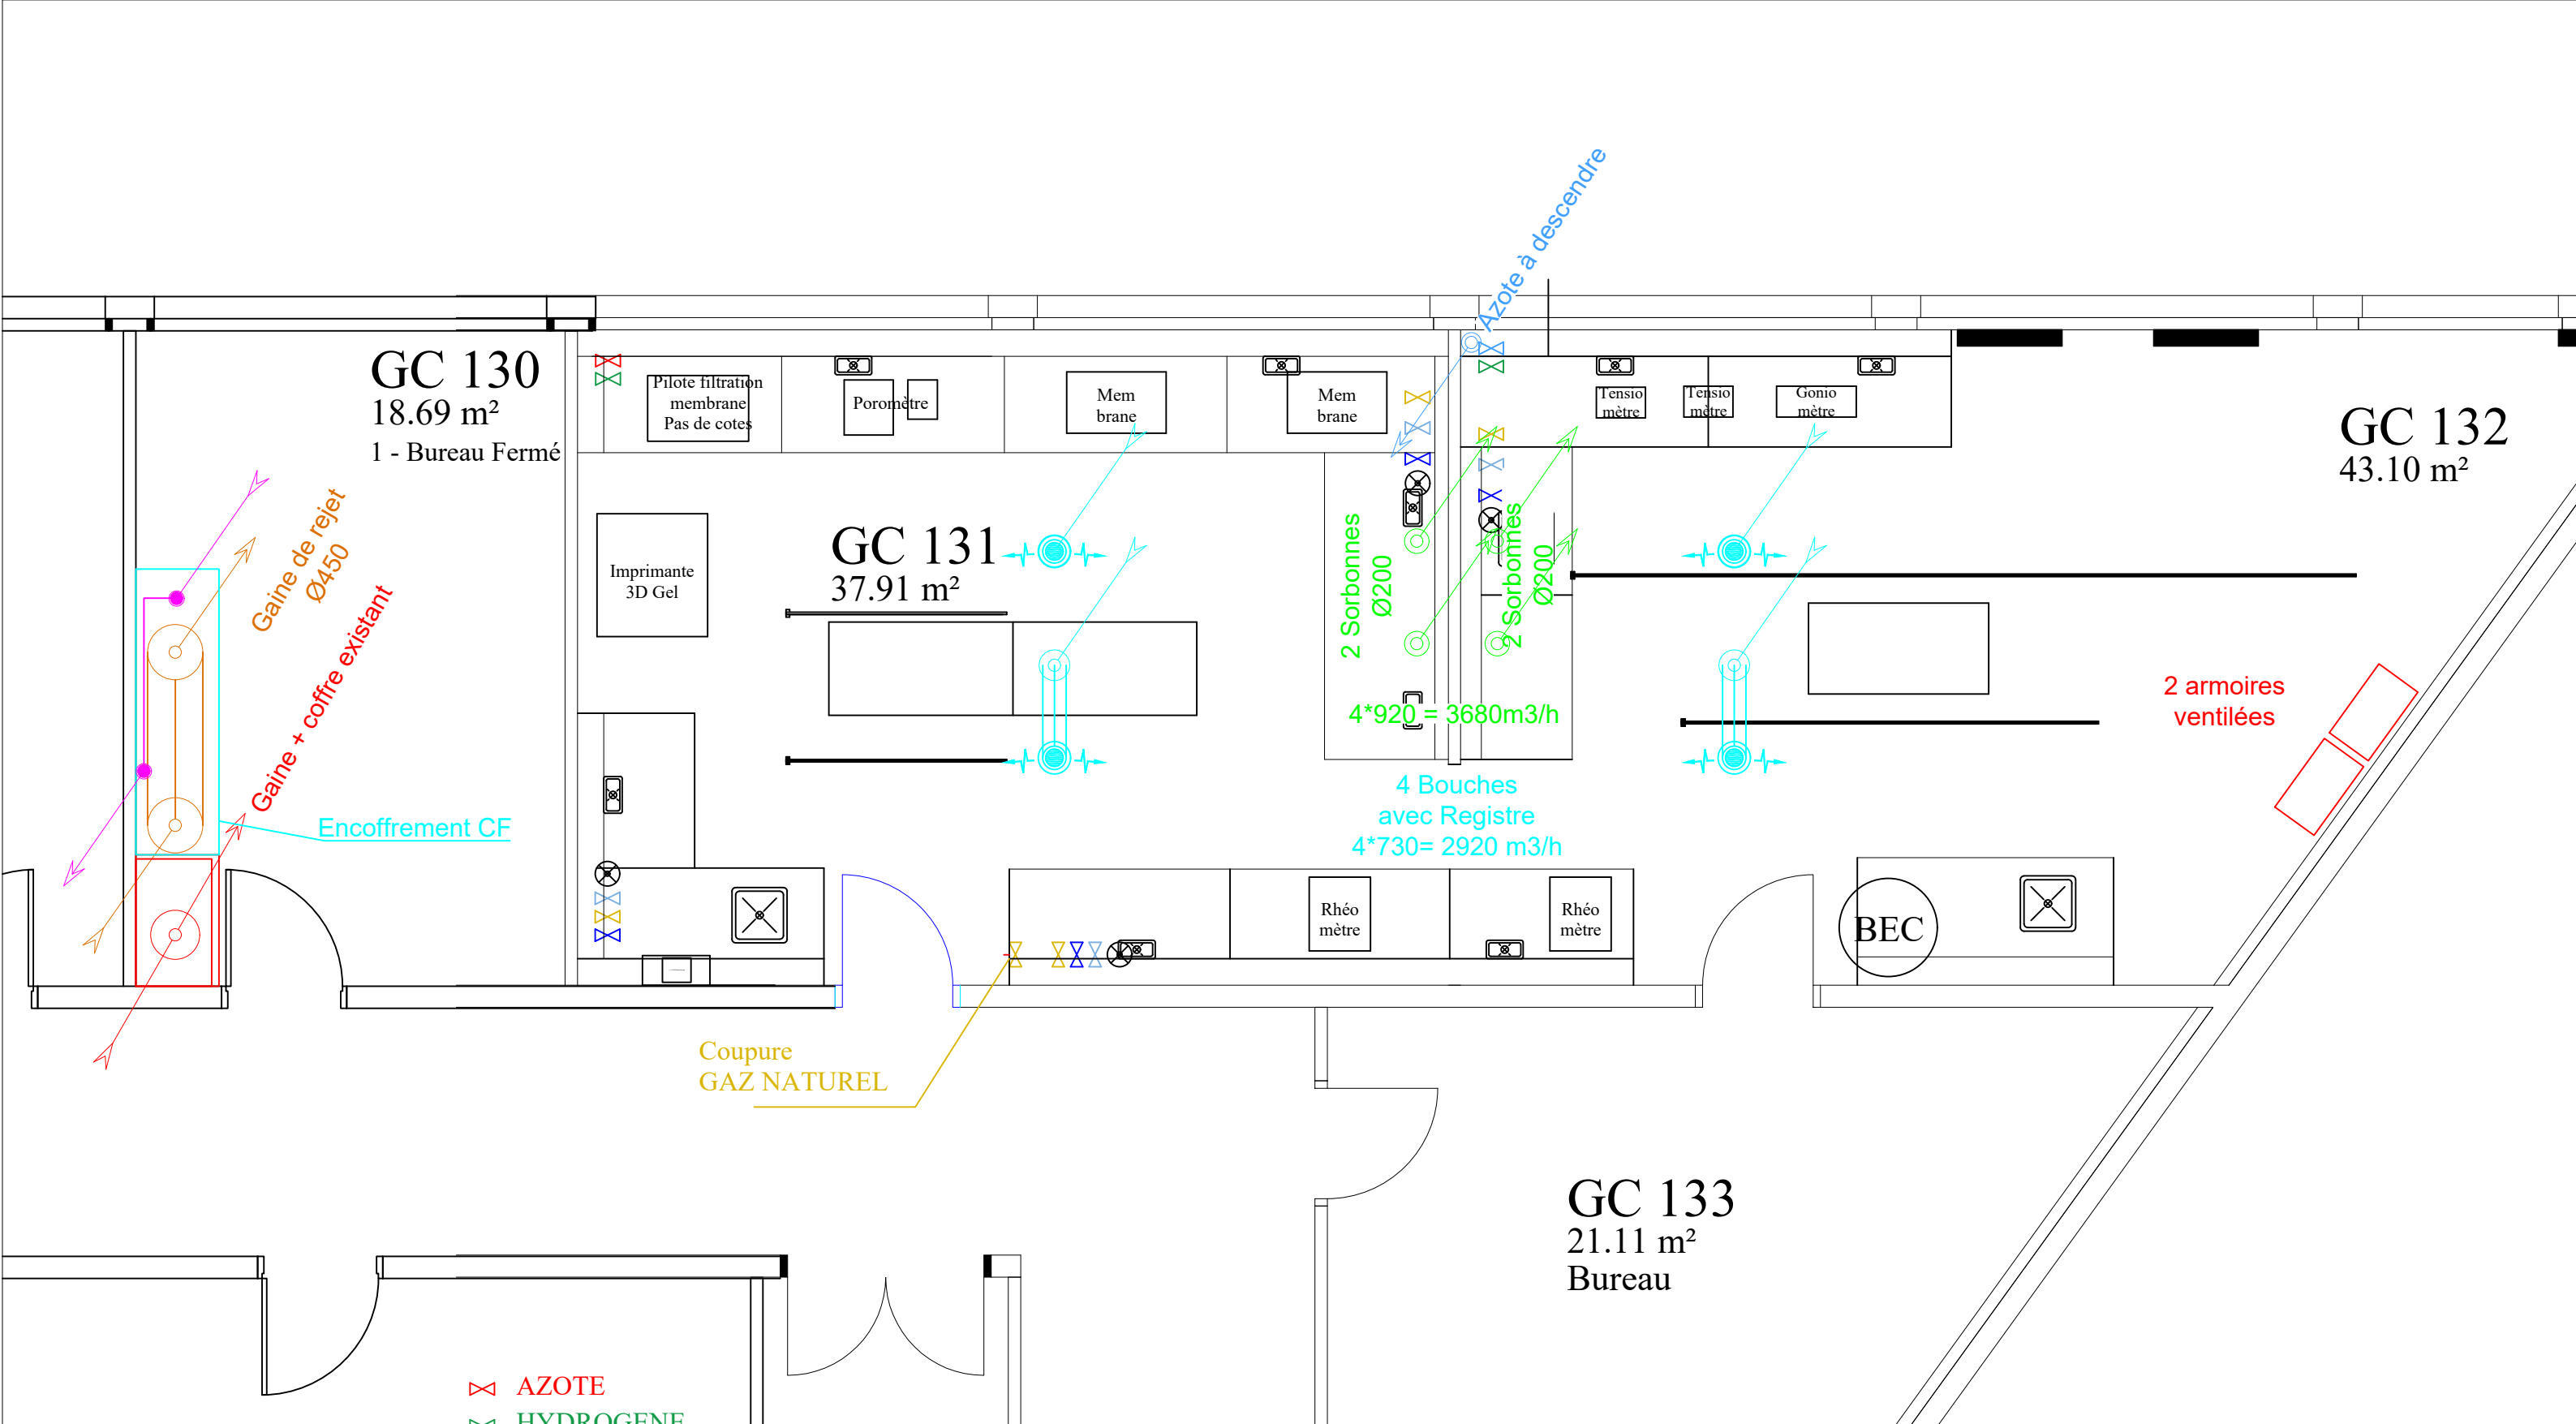 Azote à descendre
GC 130
18.69 m²
1 - Bureau Fermé
Pilote filtration
membrane
Pas de cotes
Poromètre
Mem
brane
Mem
brane
Tensio
mètre
Tensio
mètre
Gonio
mètre
GC 132
43.10 m²
Gaine de rejet
Ø450
Gaine + coffre existant
Encoffrement CF
Imprimante
3D Gel
GC 131
37.91 m²
2 Sorbonnes
Ø200
2 Sorbonnes
Ø200
4*920 = 3680m3/h
2 armoires
ventilées
4 Bouches
avec Registre
4*730= 2920 m3/h
Rhéo
mètre
Rhéo
mètre
BEC
Coupure
GAZ NATUREL
GC 133
21.11 m²
Bureau
AZOTE
HYDROGENE